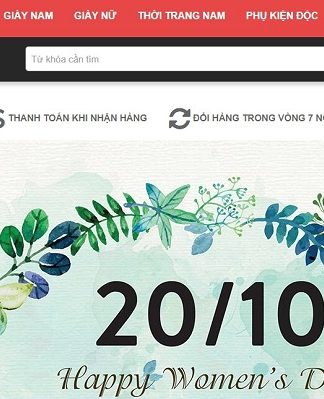 GIÀY NAM GIÀY NỮ THỜI TRANG NAM PHỤ KIỆN ĐỘC
Từ khóa cần tìm
THANH TOÁN KHI NHẬN HÀNG ĐỔI HÀNG TRONG VÒNG 7
20/10
Happy Women's D